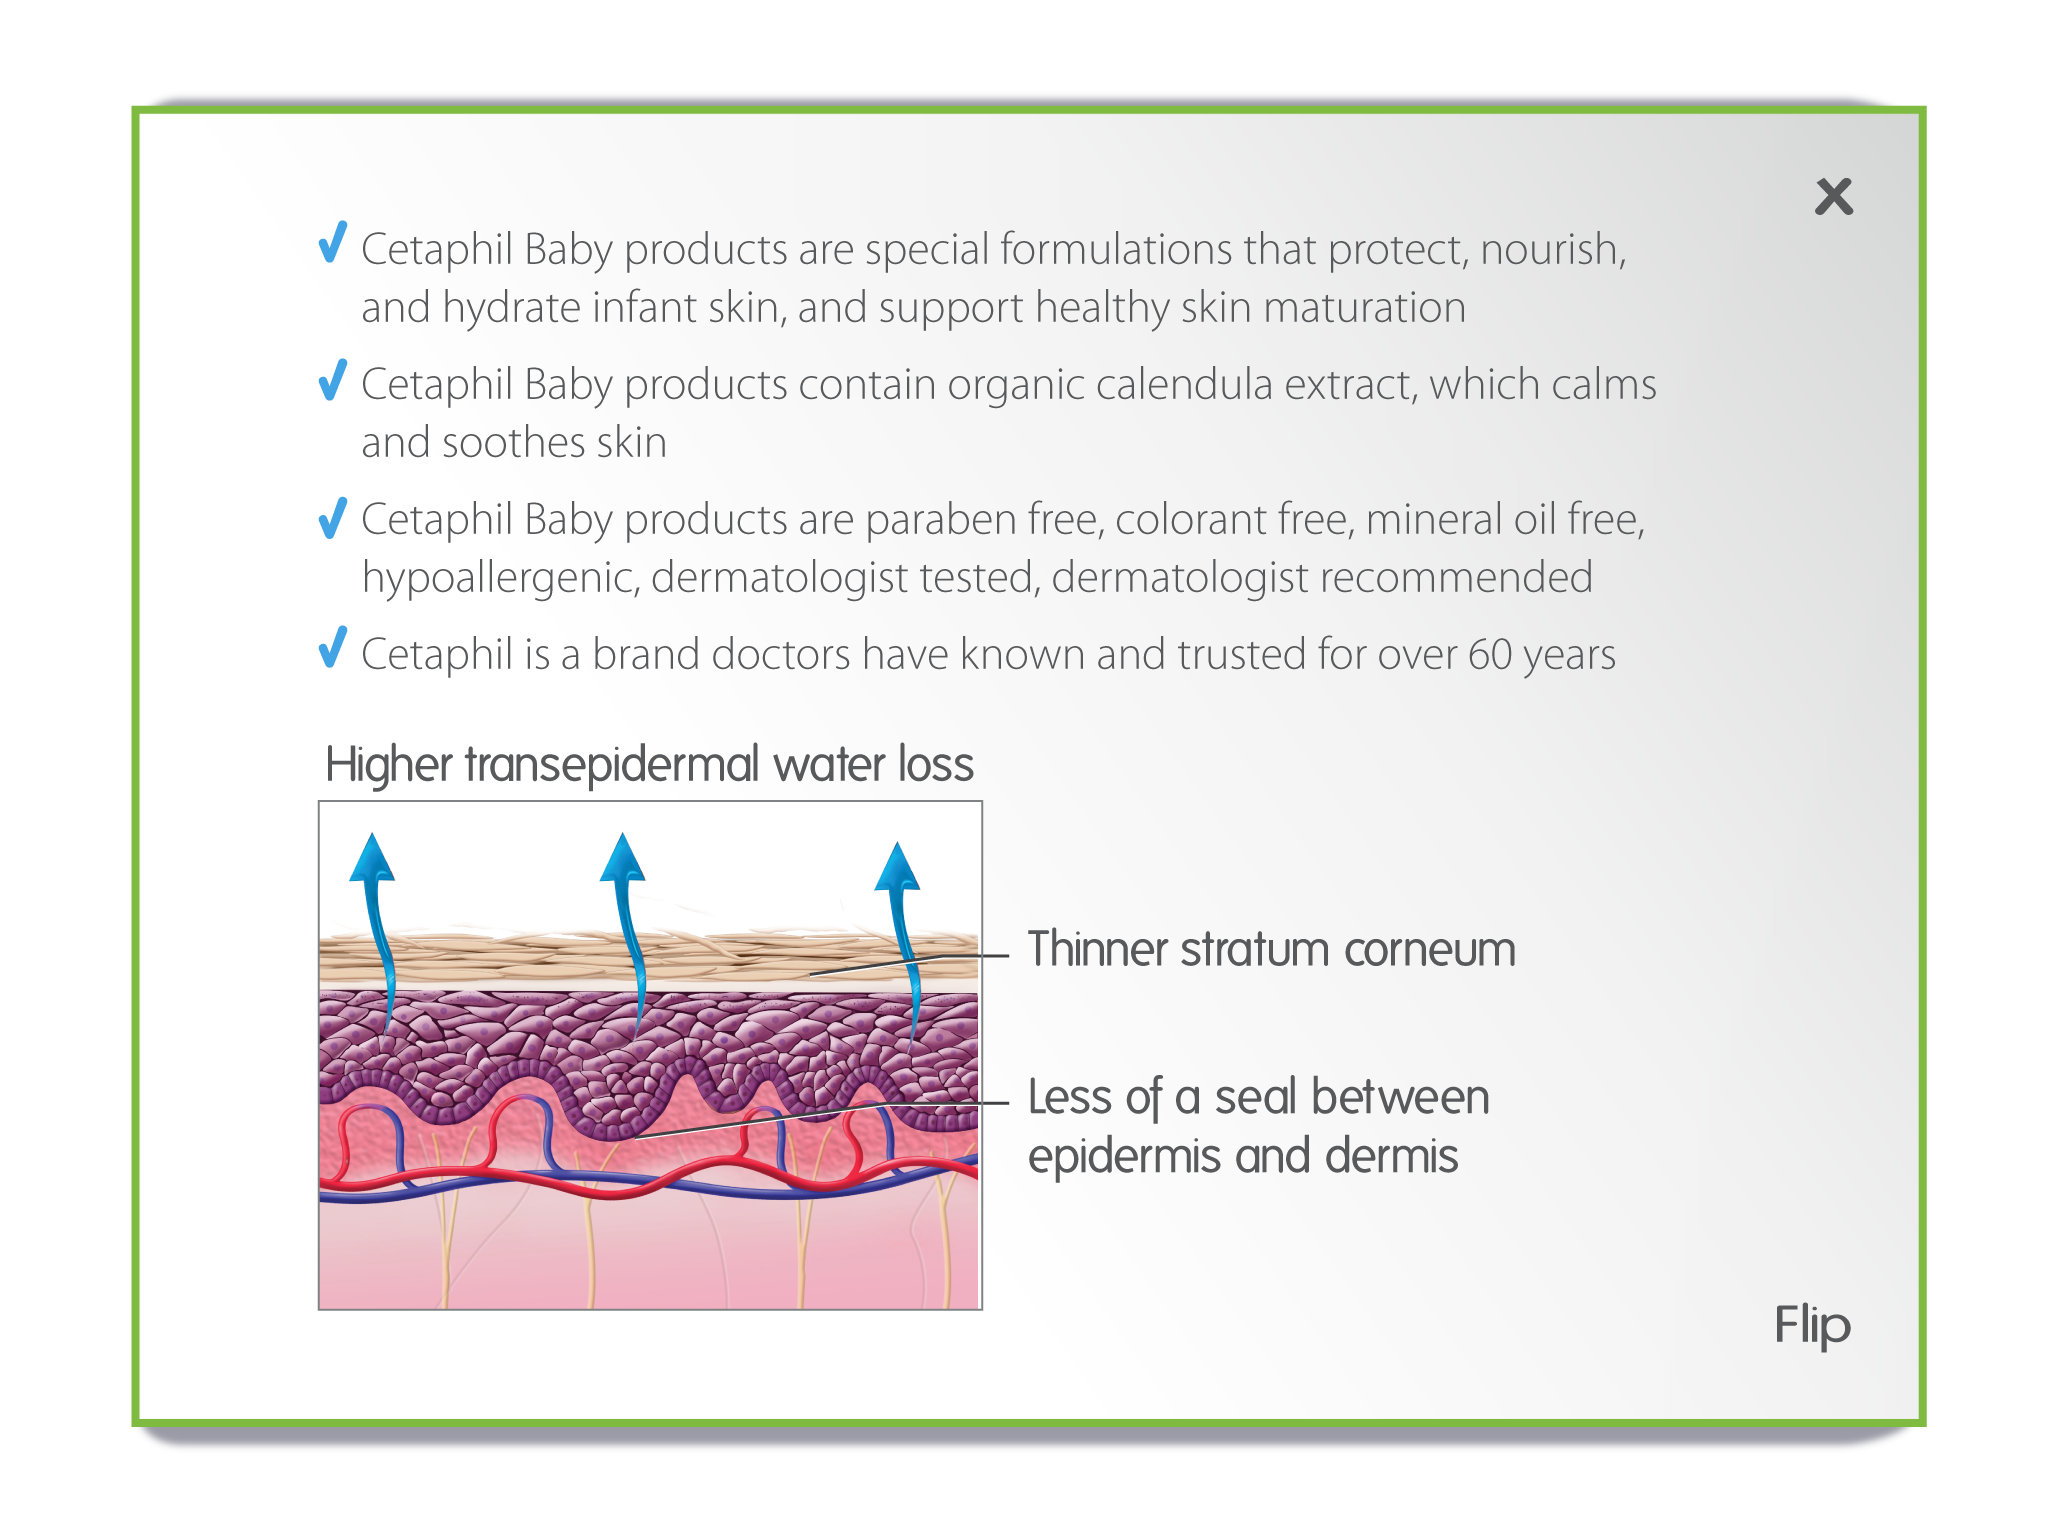 x
Cetaphil Baby products are special formulations that protect, nourish,
and hydrate infant skin, and support healthy skin maturation
Cetaphil Baby products contain organic calendula extract, which calms
and soothes skin
Cetaphil Baby products are paraben free, colorant free, mineral oil free,
hypoallergenic, dermatologist tested, dermatologist recommended
Cetaphil is a brand doctors have known and trusted for over 60 years
Higher transepidermal water loss
Thinner stratum corneum
Less of a seal between
epidermis and dermis
Flip